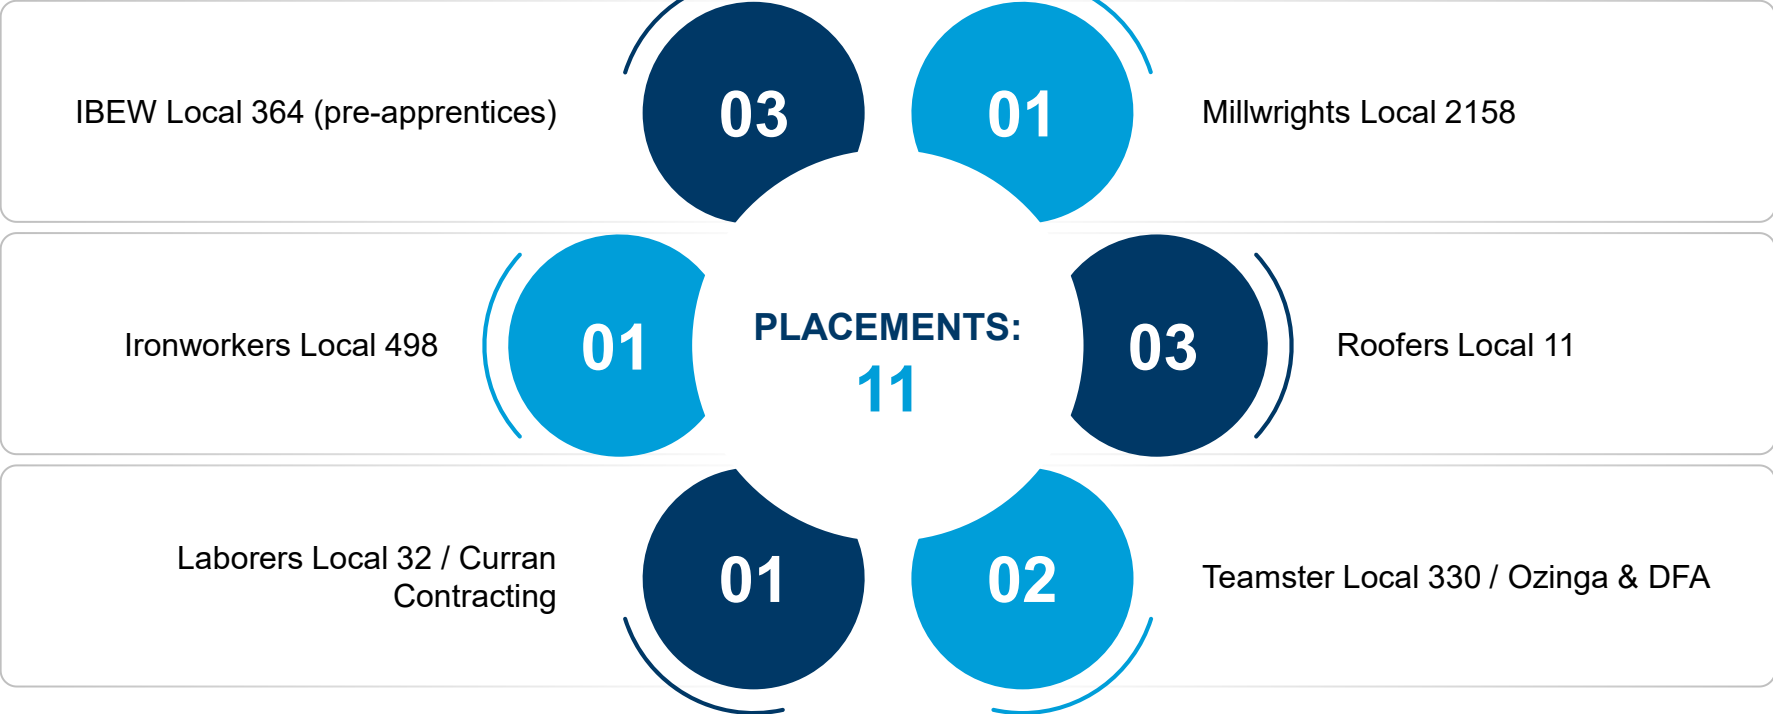 IBEW Local 364 (pre-apprentices)
03
01
Millwrights Local 2158
Ironworkers Local 498
01
PLACEMENTS:
11
03
Roofers Local 11
Laborers Local 32 / Curran
Contracting
01
02
Teamster Local 330 / Ozinga & DFA